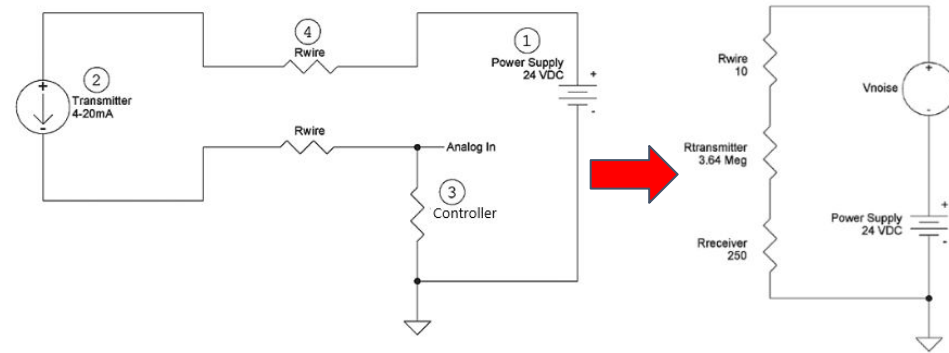 4
Rwire
1
Power Supply
24 VDC
+
-
2
+
-
Transmitter
4-20mA
Rwire
Analog In
3
Controller
Rwire
10
+
-
Vnoise
Rtransmitter
3.64 Meg
Power Supply
24 VDC
+
-
Rreceiver
250